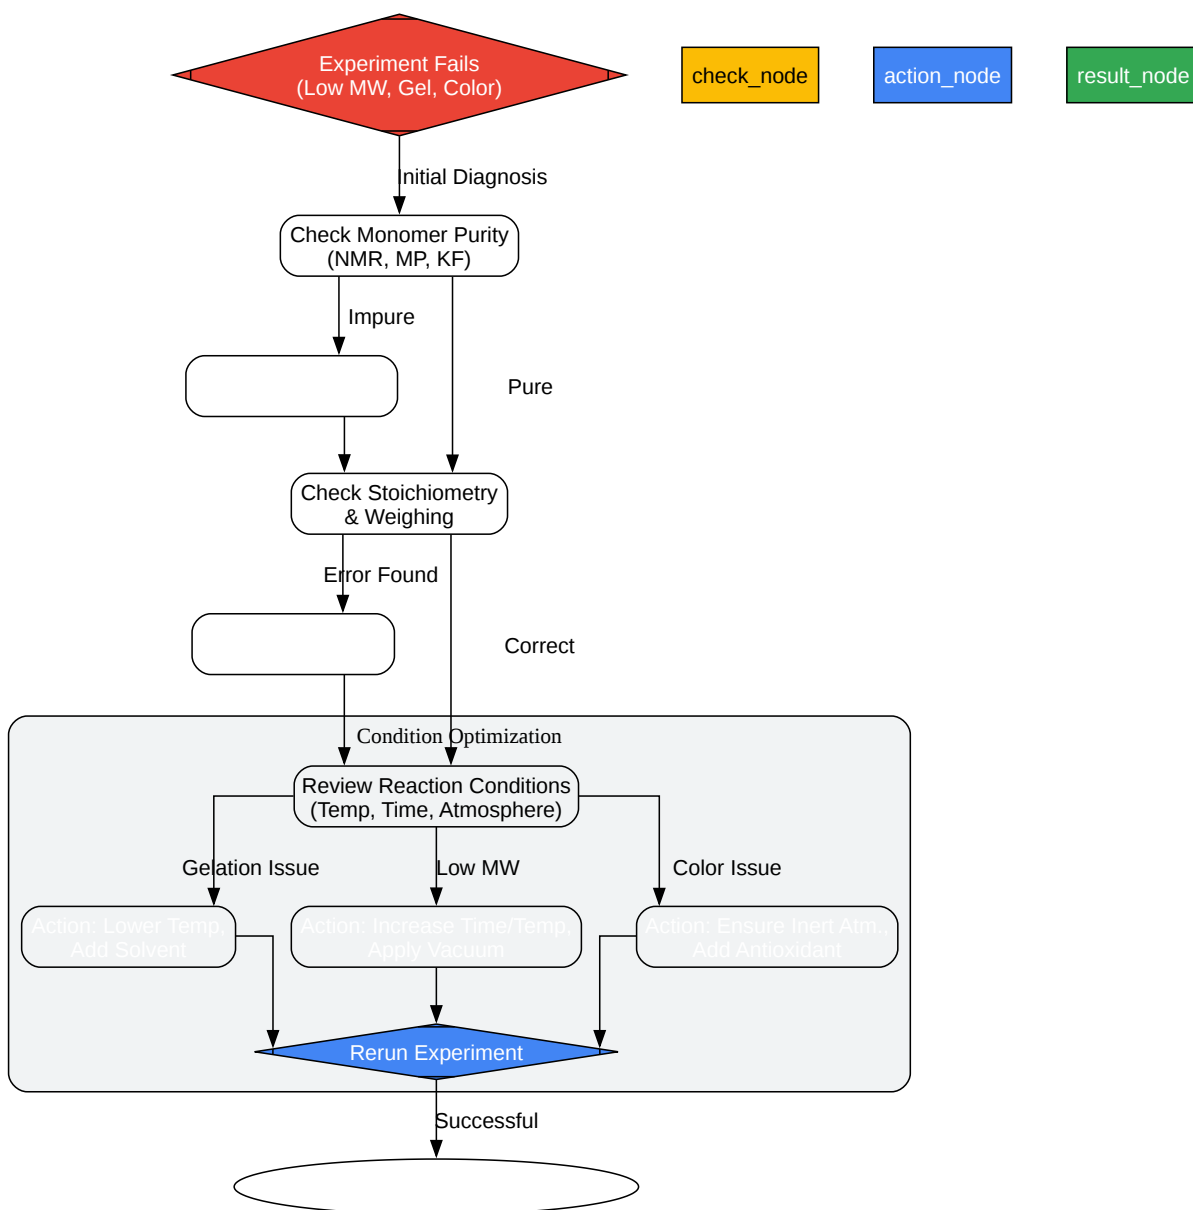 Experiment Fails
(Low MW, Gel, Color)
check_node
action_node
result_node
Initial Diagnosis
Check Monomer Purity
(NMR, MP, KF)
Impure
Pure
Check Stoichiometry
& Weighing
Error Found
Correct
Condition Optimization
Review Reaction Conditions
(Temp, Time, Atmosphere)
Gelation Issue
Low MW
Color Issue
Action: Lower Temp,
Add Solvent
Action: Increase Time/Temp,
Apply Vacuum
Action: Ensure Inert Atm.,
Add Antioxidant
Rerun Experiment
Successful